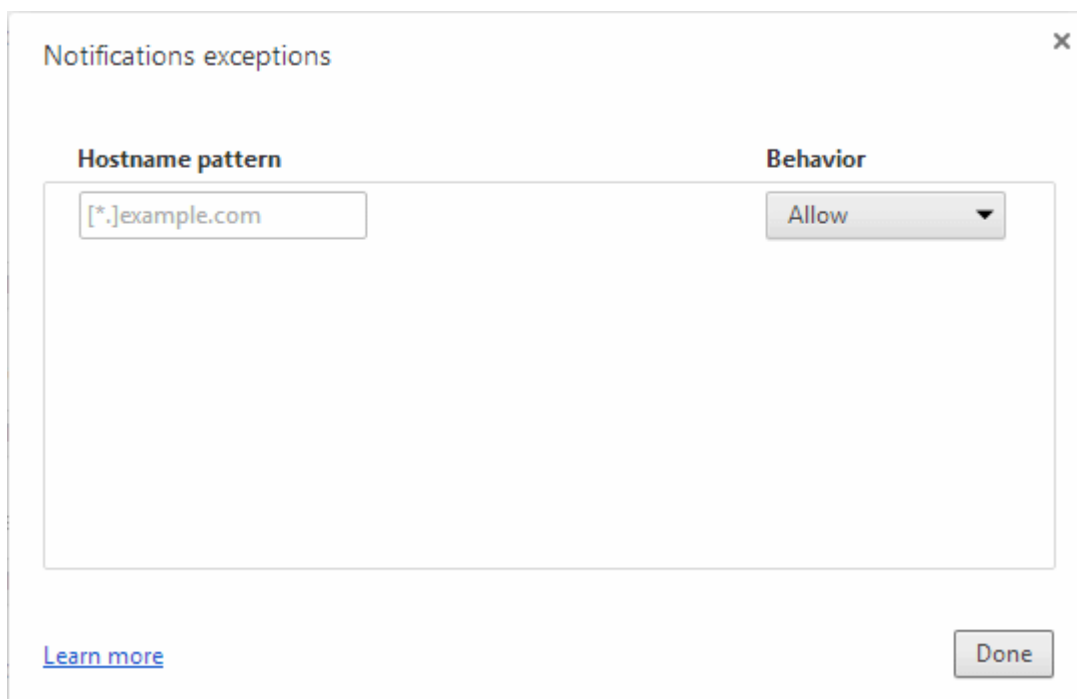 Notifications exceptions
Hostname pattern Behavior
[*.]example.com Allow
Learn more Done